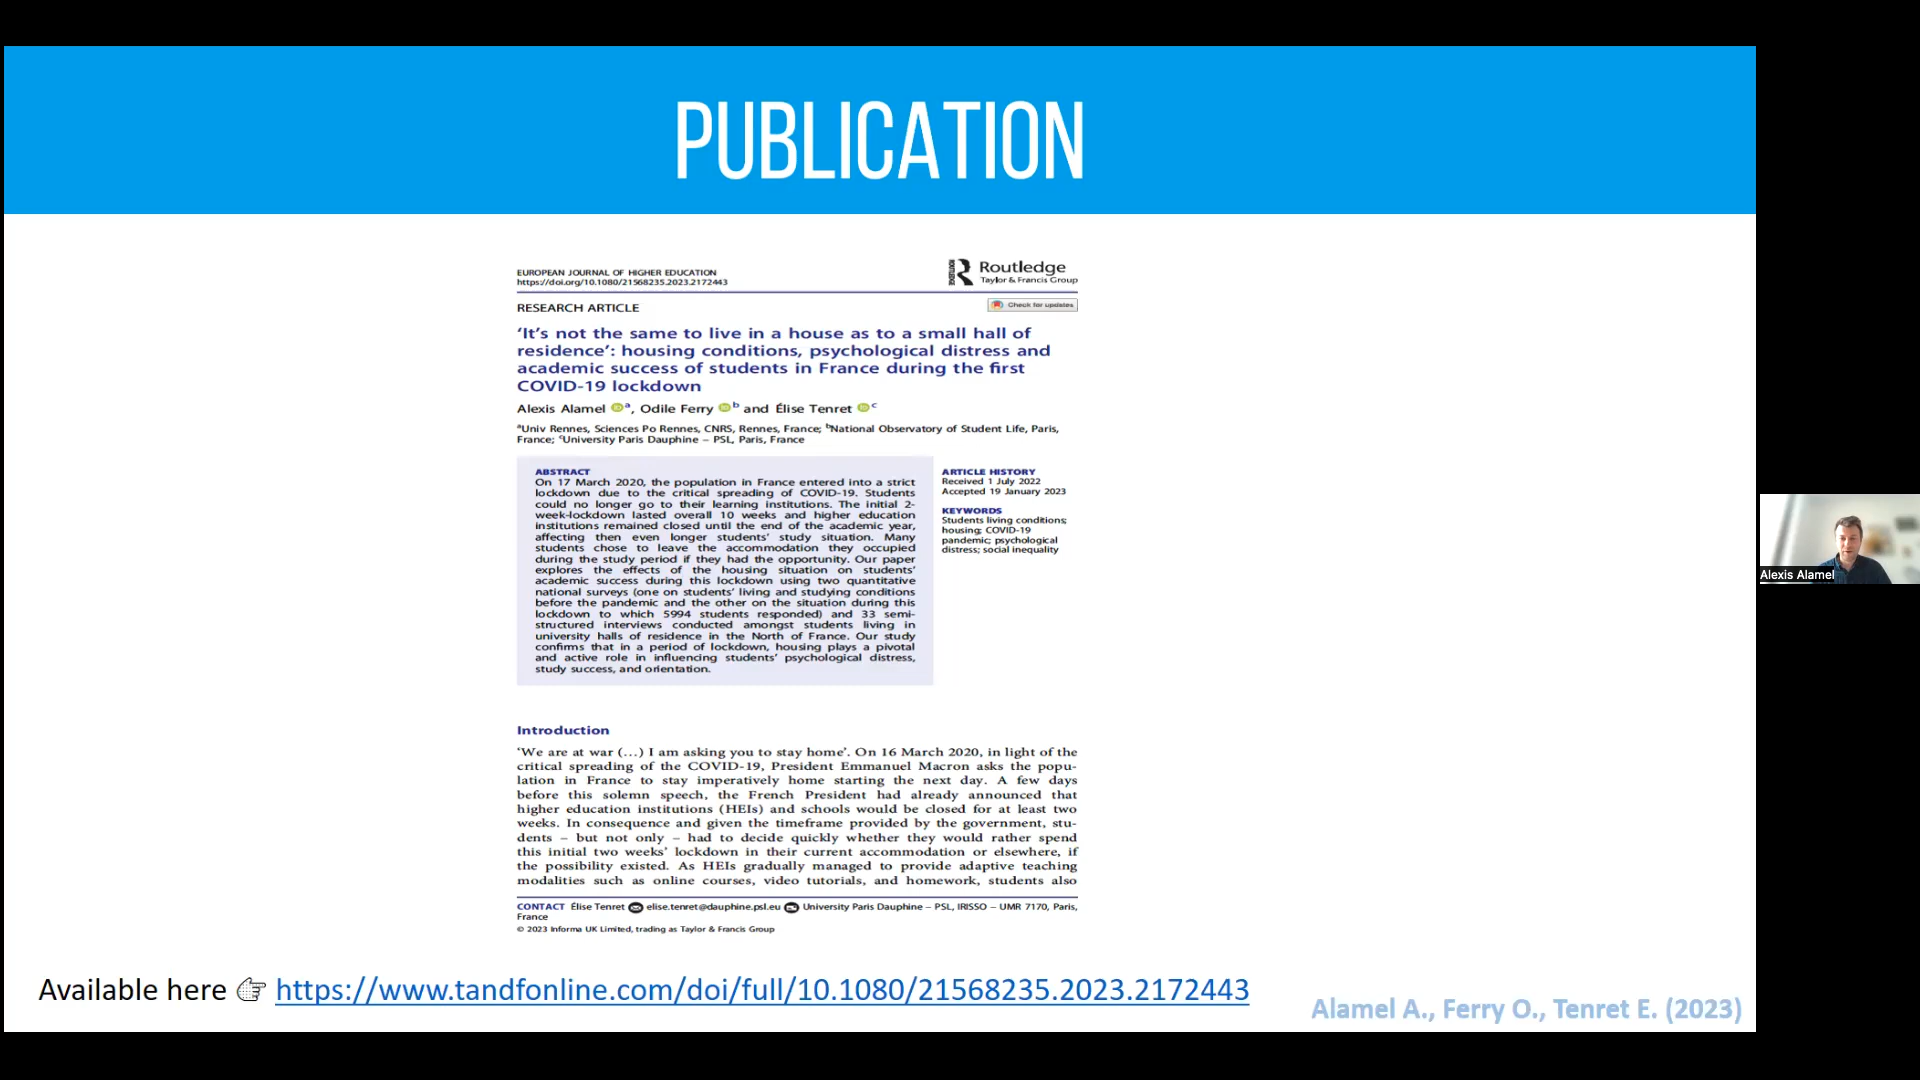 PUBLICATION
EUROPEAN JOURNAL OF HIGHER EDUCATION
https://doi.org/10.1080/21568235.2023.2172443
ROUTLEDGE
Routledge
Taylor & Francis Group
RESEARCH ARTICLE
Check for updates
‘It’s not the same to live in a house as to a small hall of
residence’: housing conditions, psychological distress and
academic success of students in France during the first
COVID-19 lockdown
Alexis Alamel a, Odile Ferry b and Élise Tenret c
aUniv Rennes, Sciences Po Rennes, CNRS, Rennes, France; bNational Observatory of Student Life, Paris,
France; cUniversity Paris Dauphine – PSL, Paris, France
ABSTRACT
On 17 March 2020, the population in France entered into a strict
lockdown due to the critical spreading of COVID-19. Students
could no longer go to their learning institutions. The initial 2-
week-lockdown lasted overall 10 weeks and higher education
institutions remained closed until the end of the academic year,
affecting then even longer students’ study situation. Many
students chose to leave the accommodation they occupied
during the study period if they had the opportunity. Our paper
explores the effects of the housing situation on students’
academic success during this lockdown using two quantitative
national surveys (one on students’ living and studying conditions
before the pandemic and the other on the situation during this
lockdown to which 5994 students responded) and 33 semi-
structured interviews conducted amongst students living in
university halls of residence in the North of France. Our study
confirms that in a period of lockdown, housing plays a pivotal
and active role in influencing students’ psychological distress,
study success, and orientation.
ARTICLE HISTORY
Received 1 July 2022
Accepted 19 January 2023
KEYWORDS
Students living conditions;
housing; COVID-19
pandemic; psychological
distress; social inequality
Introduction
‘We are at war (…) I am asking you to stay home’. On 16 March 2020, in light of the
critical spreading of the COVID-19, President Emmanuel Macron asks the popu-
lation in France to stay imperatively home starting the next day. A few days
before this solemn speech, the French President had already announced that
higher education institutions (HEIs) and schools would be closed for at least two
weeks. In consequence and given the timeframe provided by the government, stu-
dents – but not only – had to decide quickly whether they would rather spend
this initial two weeks’ lockdown in their current accommodation or elsewhere, if
the possibility existed. As HEIs gradually managed to provide adaptive teaching
modalities such as online courses, video tutorials, and homework, students also
CONTACT Élise Tenret elise.tenret@dauphine.psl.eu University Paris Dauphine – PSL, IRISSO – UMR 7170, Paris,
France
© 2023 Informa UK Limited, trading as Taylor & Francis Group
Available here https://www.tandfonline.com/doi/full/10.1080/21568235.2023.2172443
Alamel A., Ferry O., Tenret E. (2023)
Alexis Alamel